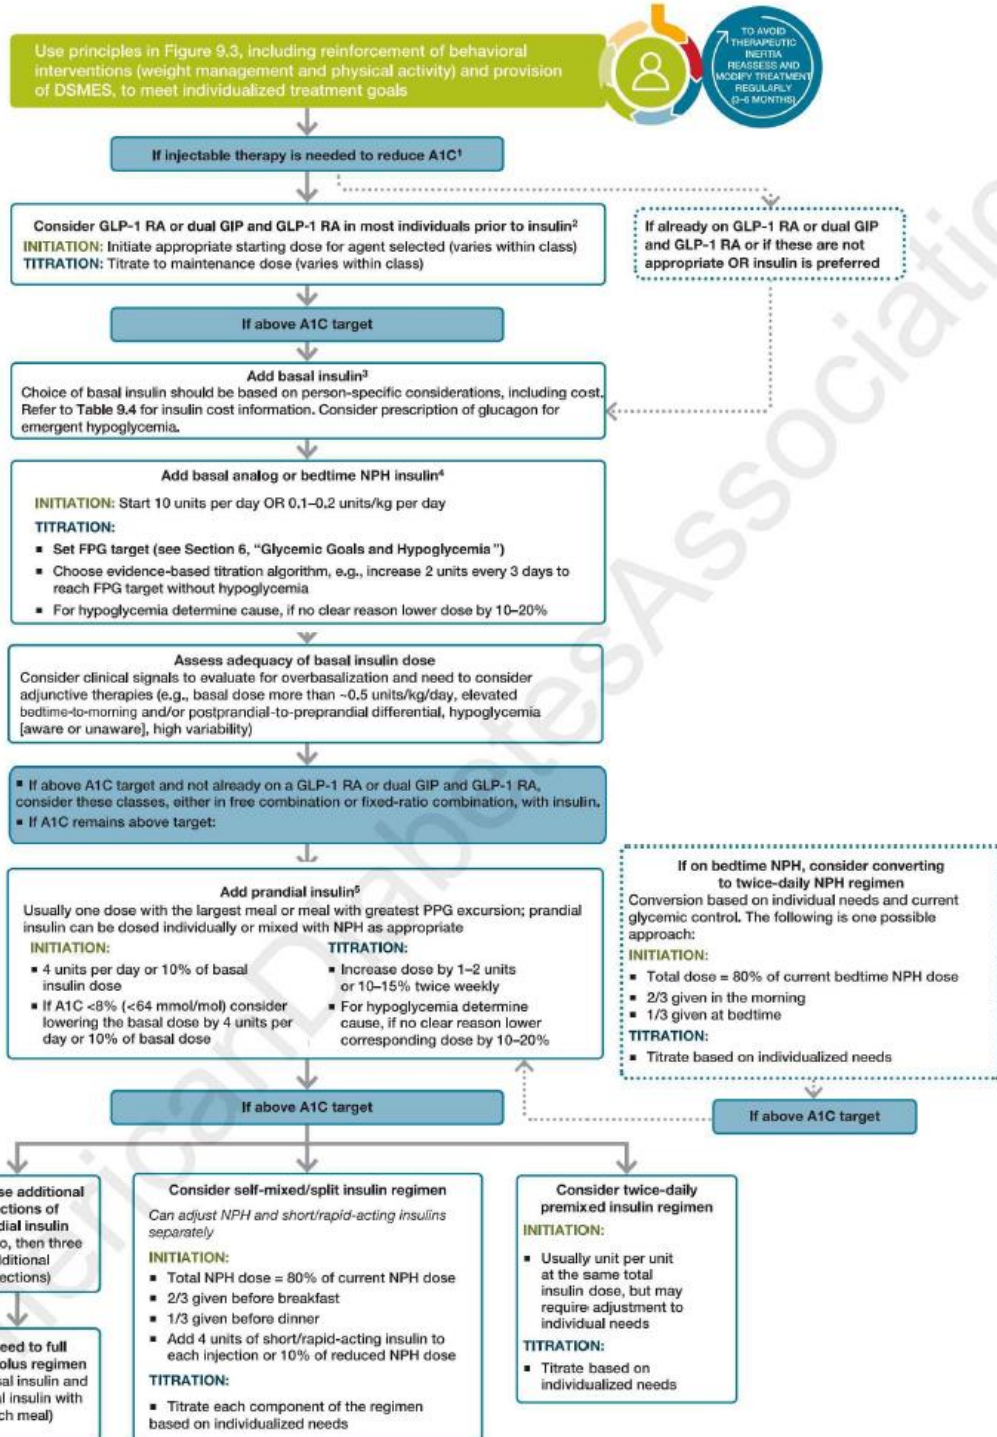 Use principles in Figure 9.3, including reinforcement of behavioral
interventions (weight management and physical activity) and provision
of DSMES, to meet individualized treatment goals
TO AVOID
THERAPEUTIC
INERTIA
REASSESS AND
MODIFY TREATMENT
REGULARLY
(3–6 MONTHS)
If injectable therapy is needed to reduce A1C¹
Consider GLP-1 RA or dual GIP and GLP-1 RA in most individuals prior to insulin²
INITIATION: Initiate appropriate starting dose for agent selected (varies within class)
TITRATION: Titrate to maintenance dose (varies within class)
If already on GLP-1 RA or dual GIP
and GLP-1 RA or if these are not
appropriate OR insulin is preferred
If above A1C target
Add basal insulin³
Choice of basal insulin should be based on person-specific considerations, including cost.
Refer to Table 9.4 for insulin cost information. Consider prescription of glucagon for
emergent hypoglycemia.
Add basal analog or bedtime NPH insulin⁴
INITIATION: Start 10 units per day OR 0.1–0.2 units/kg per day
TITRATION:
■ Set FPG target (see Section 6, “Glycemic Goals and Hypoglycemia”)
■ Choose evidence-based titration algorithm, e.g., increase 2 units every 3 days to
reach FPG target without hypoglycemia
■ For hypoglycemia determine cause, if no clear reason lower dose by 10–20%
Assess adequacy of basal insulin dose
Consider clinical signals to evaluate for overbasalization and need to consider
adjunctive therapies (e.g., basal dose more than ~0.5 units/kg/day, elevated
bedtime-to-morning and/or postprandial-to-preprandial differential, hypoglycemia
[aware or unaware], high variability)
■ If above A1C target and not already on a GLP-1 RA or dual GIP and GLP-1 RA,
consider these classes, either in free combination or fixed-ratio combination, with insulin.
■ If A1C remains above target:
Add prandial insulin⁵
Usually one dose with the largest meal or meal with greatest PPG excursion; prandial
insulin can be dosed individually or mixed with NPH as appropriate
INITIATION:
■ 4 units per day or 10% of basal
insulin dose
■ If A1C <8% (<64 mmol/mol) consider
lowering the basal dose by 4 units per
day or 10% of basal dose
TITRATION:
■ Increase dose by 1–2 units
or 10–15% twice weekly
■ For hypoglycemia determine
cause, if no clear reason lower
corresponding dose by 10–20%
If on bedtime NPH, consider converting
to twice-daily NPH regimen
Conversion based on individual needs and current
glycemic control. The following is one possible
approach:
INITIATION:
■ Total dose = 80% of current bedtime NPH dose
■ 2/3 given in the morning
■ 1/3 given at bedtime
TITRATION:
■ Titrate based on individualized needs
If above A1C target
If above A1C target
additional
of
insulin
then three
Consider self-mixed/split insulin regimen
Can adjust NPH and short/rapid-acting insulins
separately
INITIATION:
■ Total NPH dose = 80% of current NPH dose
■ 2/3 given before breakfast
■ 1/3 given before dinner
■ Add 4 units of short/rapid-acting insulin to
each injection or 10% of reduced NPH dose
TITRATION:
■ Titrate each component of the regimen
based on individualized needs
Consider twice-daily
premixed insulin regimen
INITIATION:
■ Usually unit per unit
at the same total
insulin dose, but may
require adjustment to
individual needs
TITRATION:
■ Titrate based on
individualized needs
to full
regimen
insulin and
insulin with
meal)